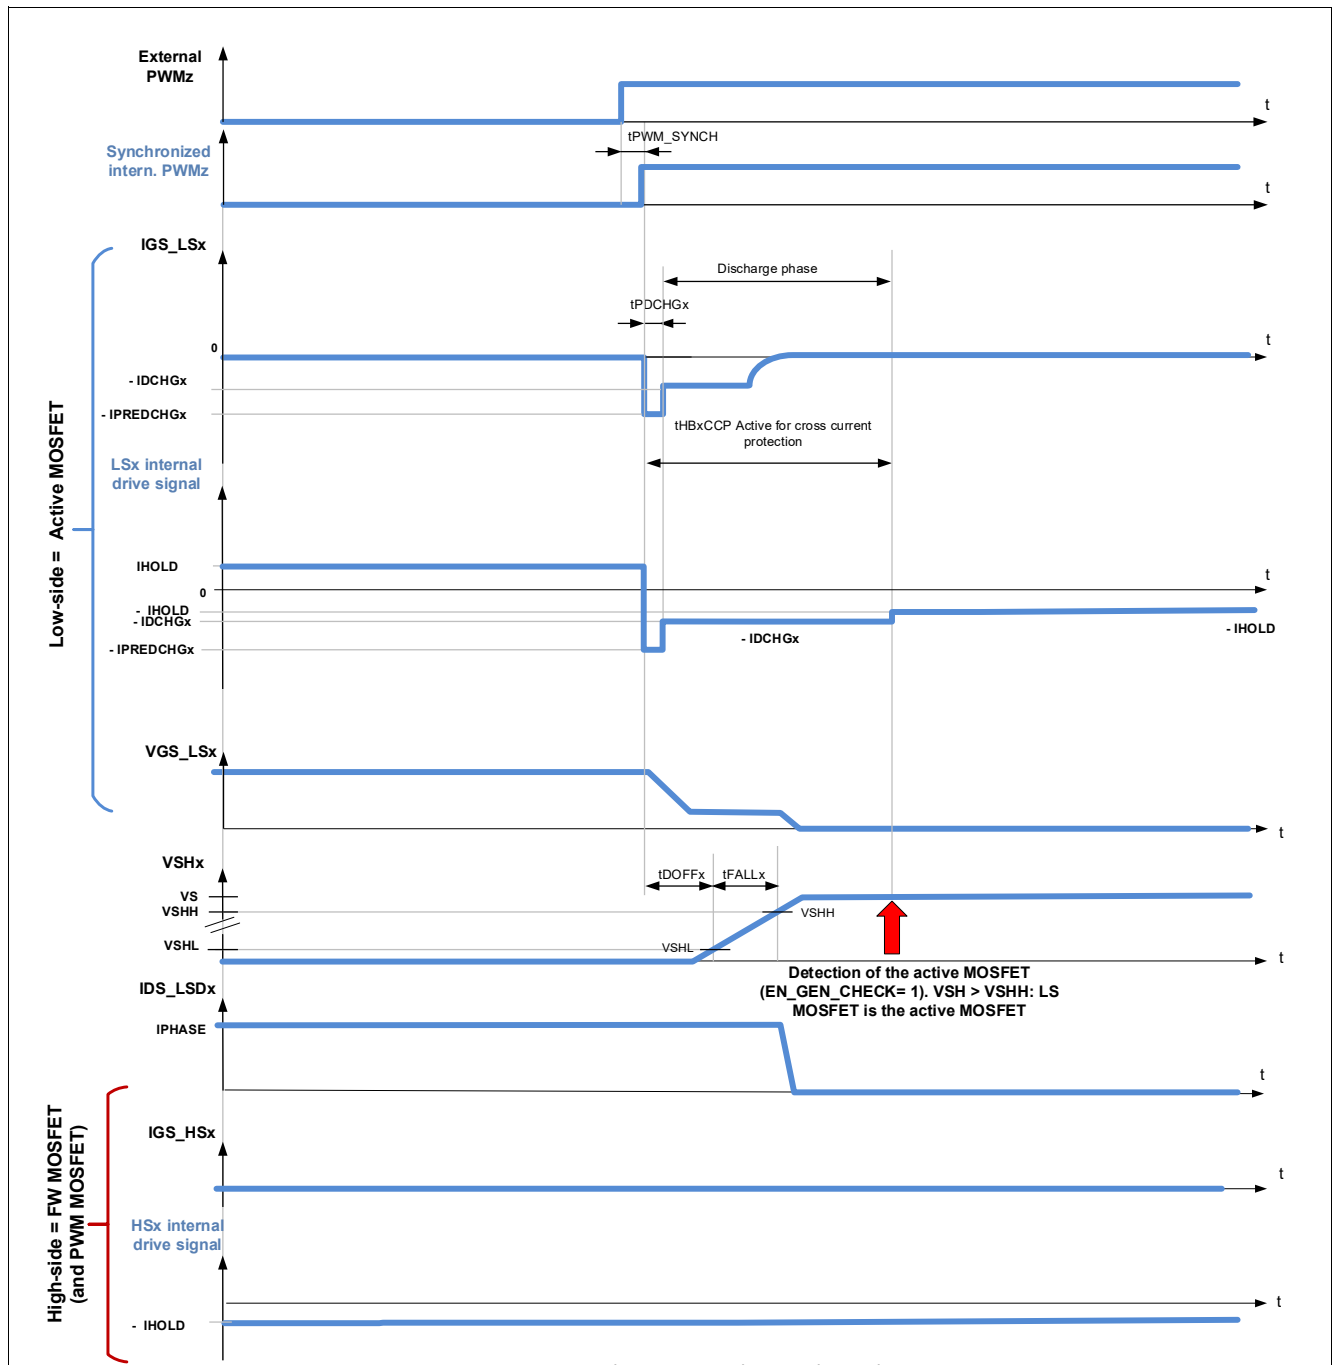 External
PWMz
t
tPWM_SYNCH
Synchronized
intern. PWMz
t
IGS_LSx
Discharge phase
tPDCHGx
0
t
- IDCHGx
- IPREDCHGx
tHBxCCP Active for cross current
protection
LSx internal
drive signal
Low-side = Active MOSFET
IHOLD
t
0
- IHOLD
- IDCHGx
- IDCHGx
- IHOLD
- IPREDCHGx
VGS_LSx
t
VSHx
tDOFFx
tFALLx
VS
VSHH
VSHH
VSHL
VSHL
t
Detection of the active MOSFET
(EN_GEN_CHECK= 1). VSH > VSHH: LS
MOSFET is the active MOSFET
IDS_LSDx
IPHASE
t
High-side = FW MOSFET
(and PWM MOSFET)
IGS_HSx
t
HSx internal
drive signal
t
- IHOLD